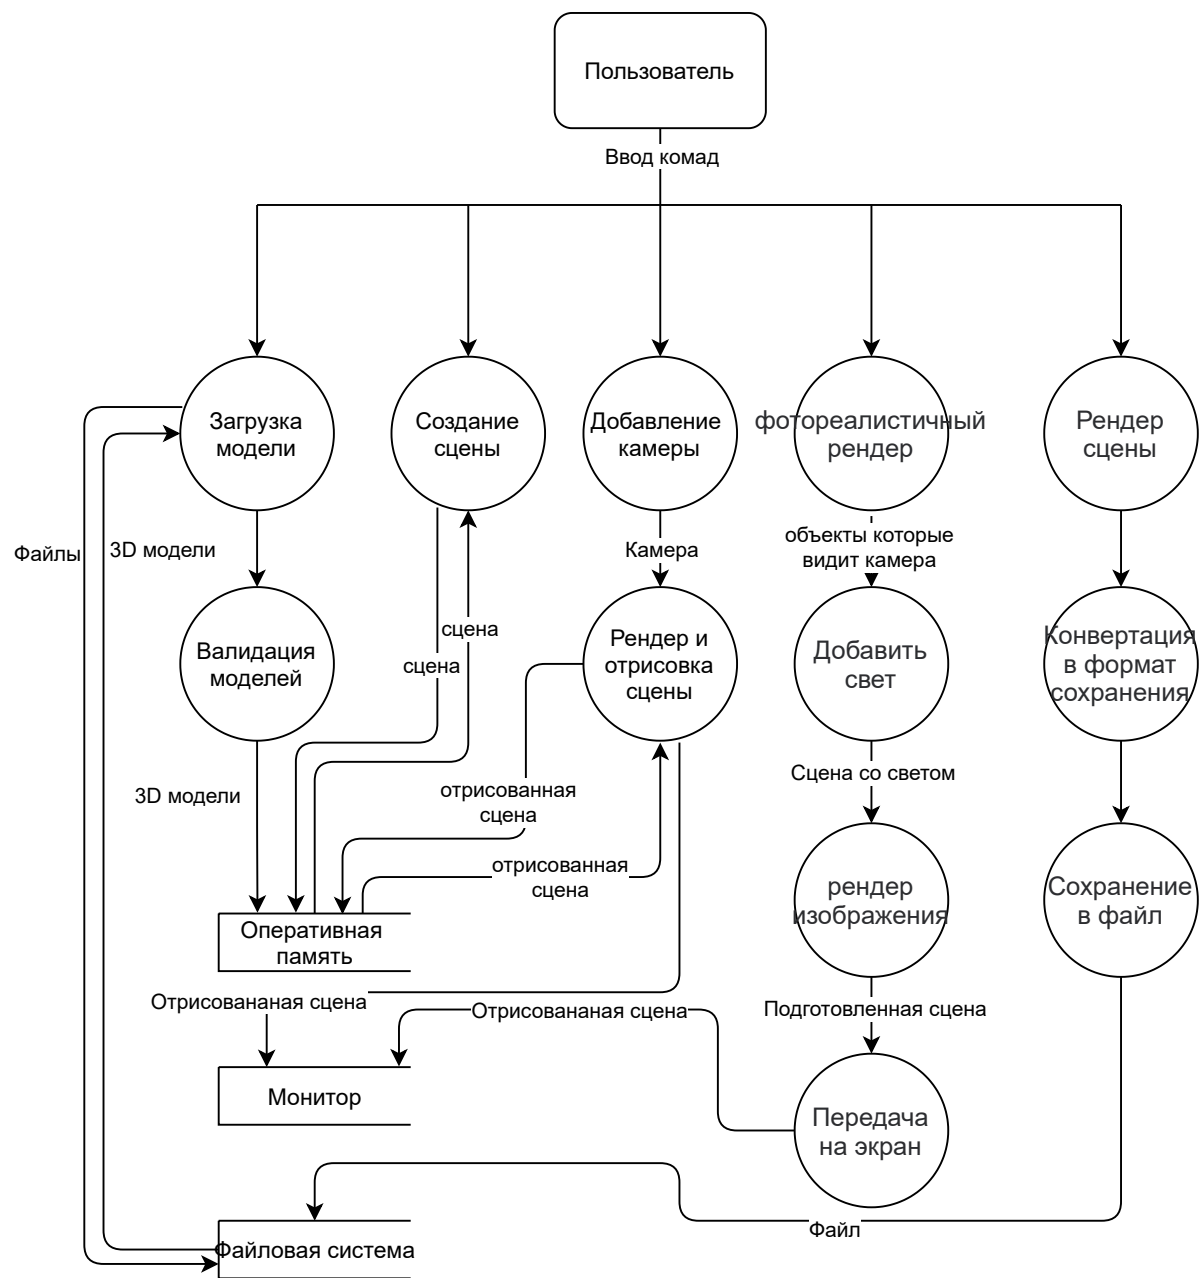 Пользователь
Ввод комад
Загрузка
модели
Создание
сцены
Добавление
камеры
фотореалистичный
рендер
Рендер
сцены
Файлы
3D модели
Камера
объекты которые
видит камера
Валидация
моделей
сцена
сцена
Рендер и
отрисовка
сцены
Добавить
свет
Конвертация
в формат
сохранения
3D модели
отрисованная
сцена
Сцена со светом
отрисованная
сцена
рендер
изображения
Сохранение
в файл
Оперативная
память
Отрисовананая сцена
Отрисовананая сцена
Подготовленная сцена
Монитор
Передача
на экран
Файл
Файловая система